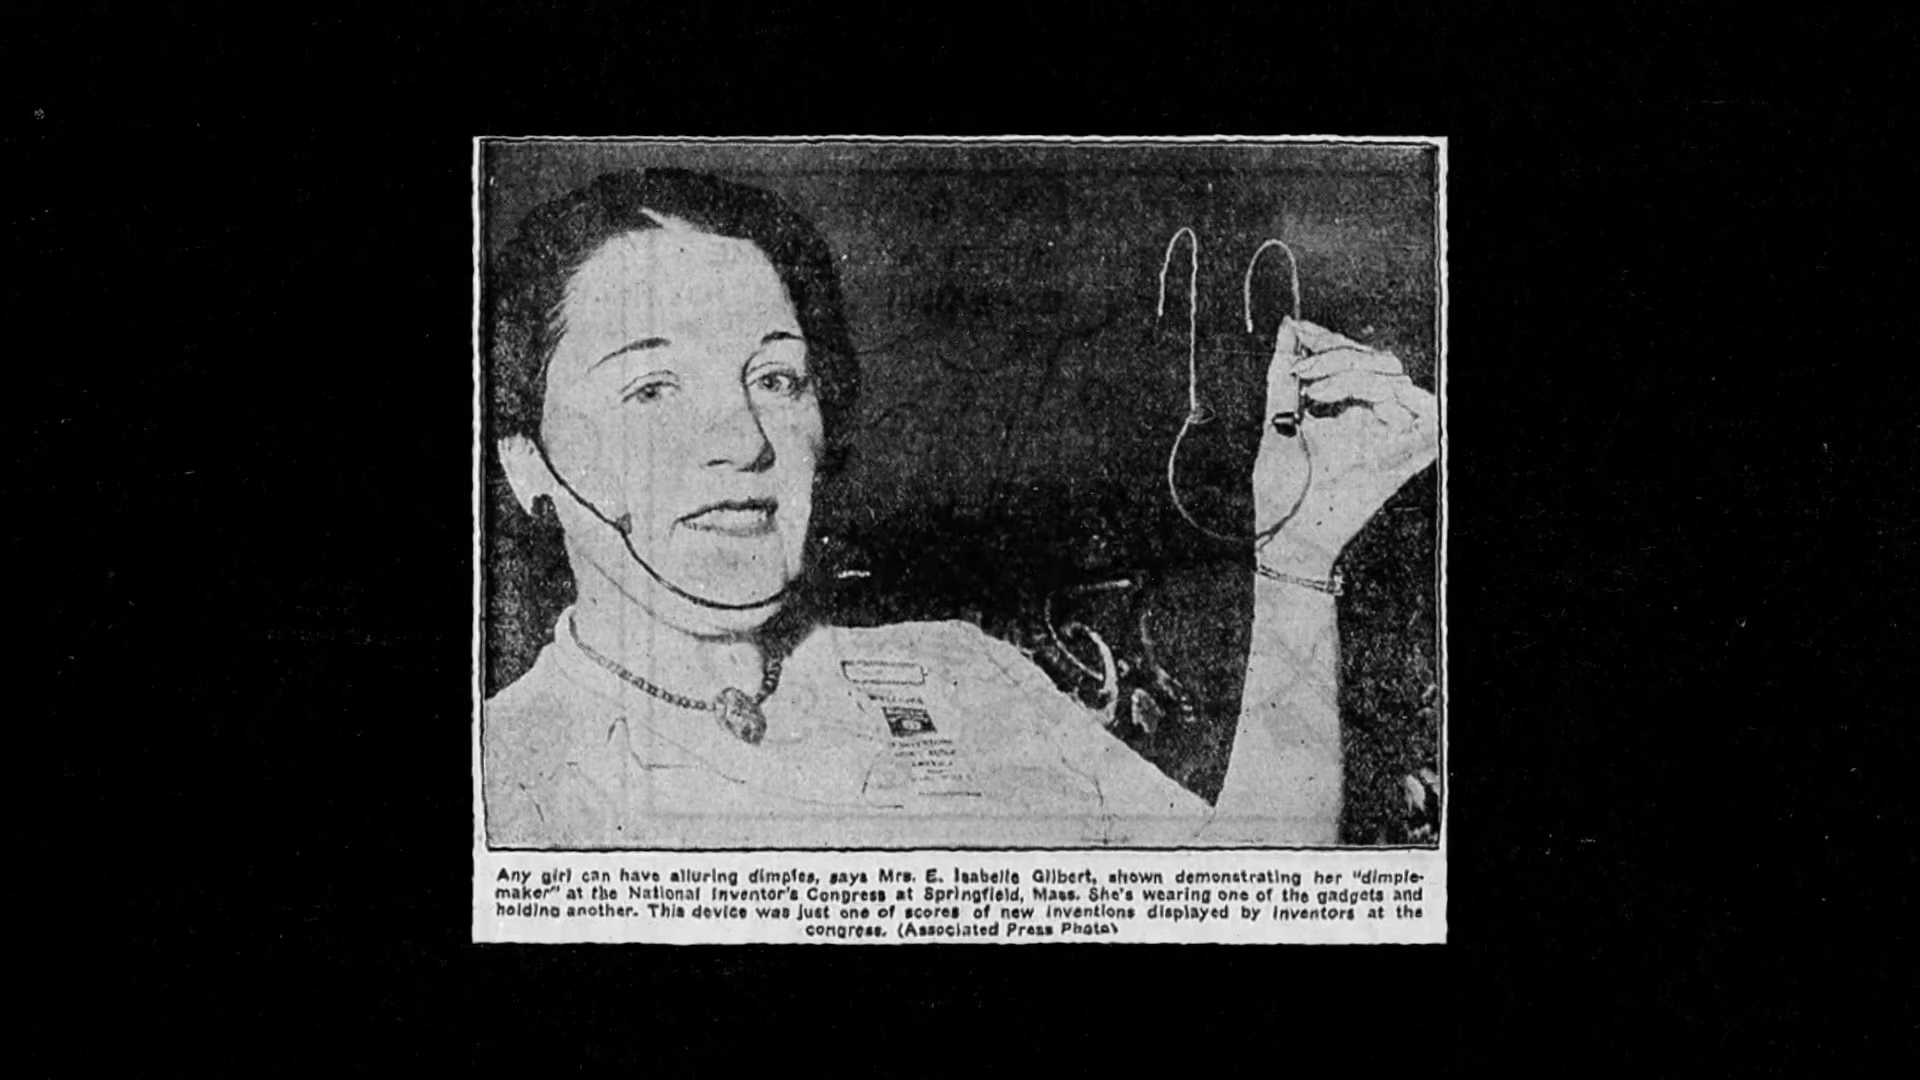 Any girl can have alluring dimples, says Mrs. E. Isabelle Gilbert, shown demonstrating her "dimple-
maker" at the National Inventor's Congress at Springfield, Mass. She's wearing one of the gadgets and
holding another. This device was just one of scores of new inventions displayed by inventors at the
congress. (Associated Press Photo)